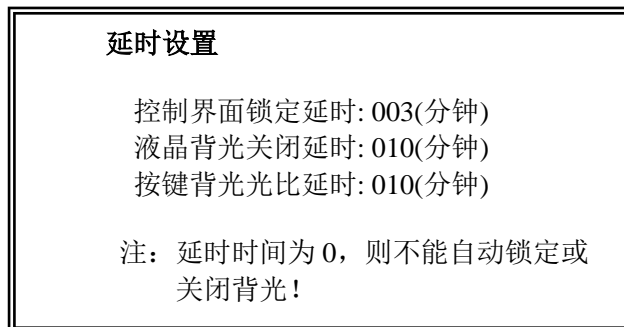 延时设置
控制界面锁定延时: 003(分钟)
液晶背光关闭延时: 010(分钟)
按键背光光比延时: 010(分钟)
注：延时时间为 0，则不能自动锁定或
关闭背光！